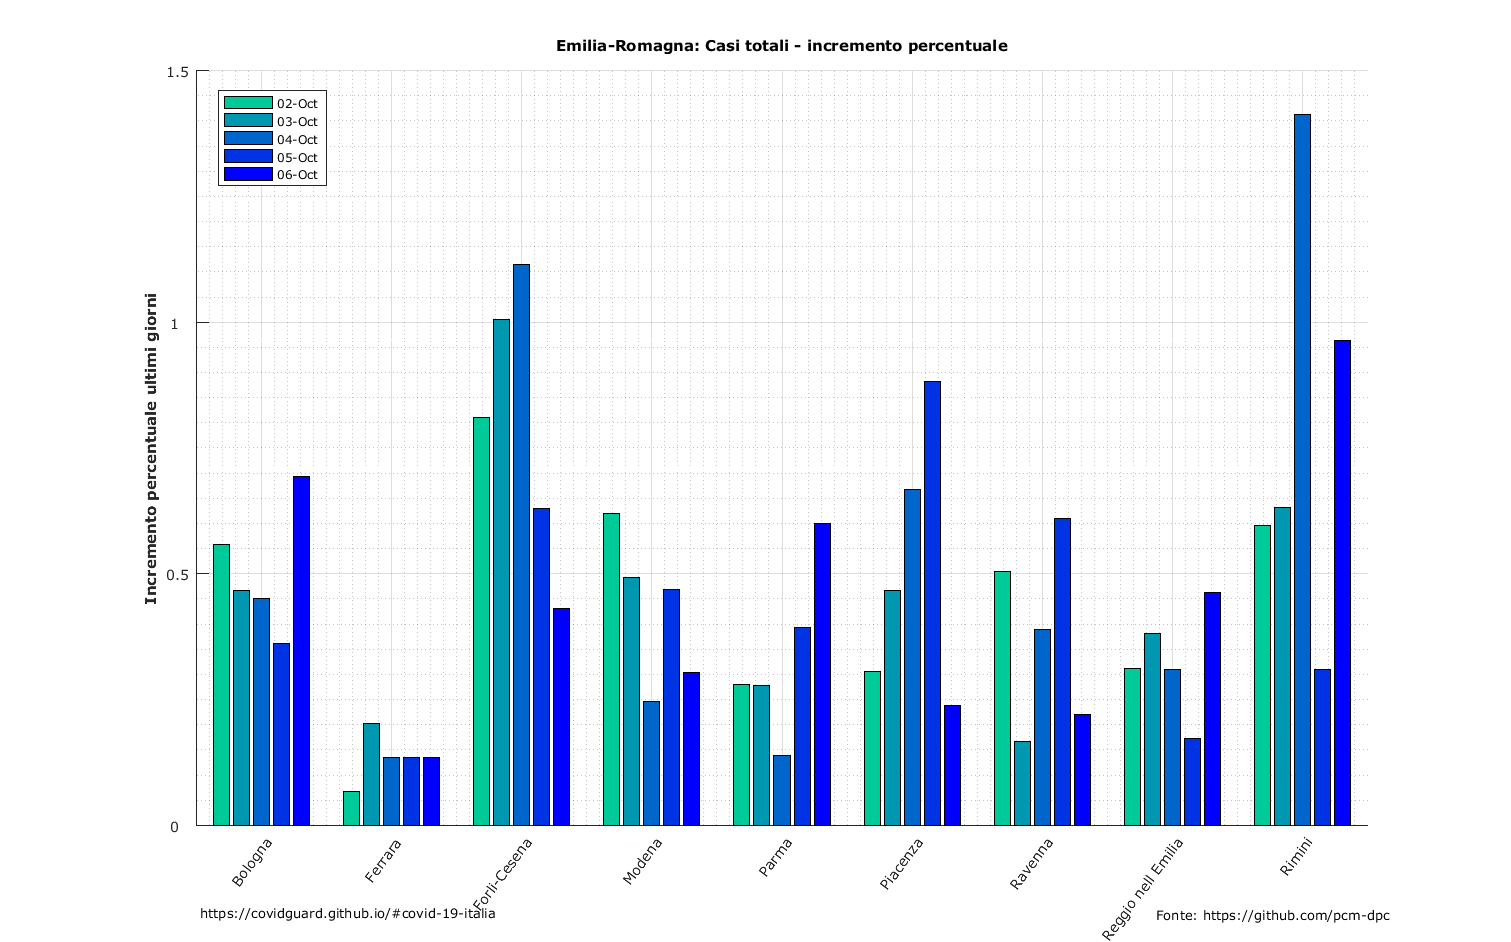 Emilia-Romagna: Casi totali - incremento percentuale
1.5
1
0.5
0
Incremento percentuale ultimi giorni
02-Oct
03-Oct
04-Oct
05-Oct
06-Oct
Bologna
Ferrara
Forlì-Cesena
Modena
Parma
Piacenza
Ravenna
Reggio nell Emilia
Rimini
https://covidguard.github.io/#covid-19-italia
Fonte: https://github.com/pcm-dpc